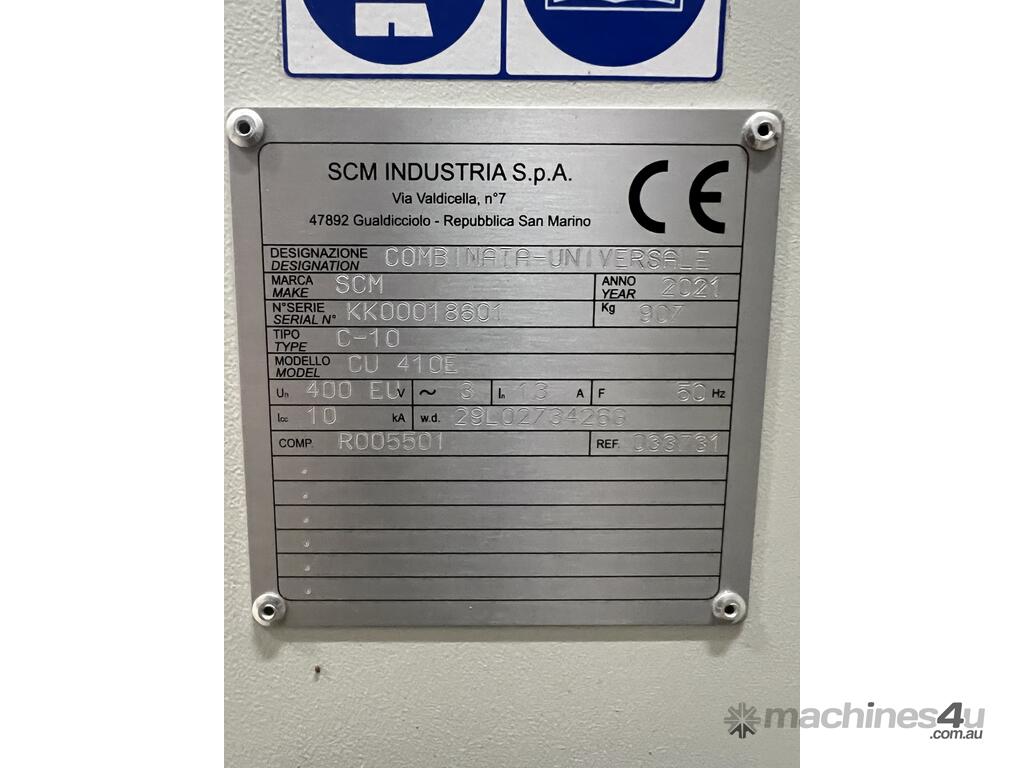 SCM INDUSTRIA S.p.A.
Via Valdicella, n°7
47892 Gualdicciolo - Repubblica San Marino
CE
DESIGNAZIONE
DESIGNATION
COMBINATA-UNIVERSALE
MARCA
MAKE
SCM
ANNO
YEAR
2021
N°SERIE
SERIAL N°
KK00018601
Kg
907
TIPO
TYPE
C-10
MODELLO
MODEL
CU 410E
Un 400 EU V ~ 3 In 13 A F 50 Hz
Icc 10 kA w.d. 29L0273426G
COMP. R005501 REF. 033731
machines4u
.com.au